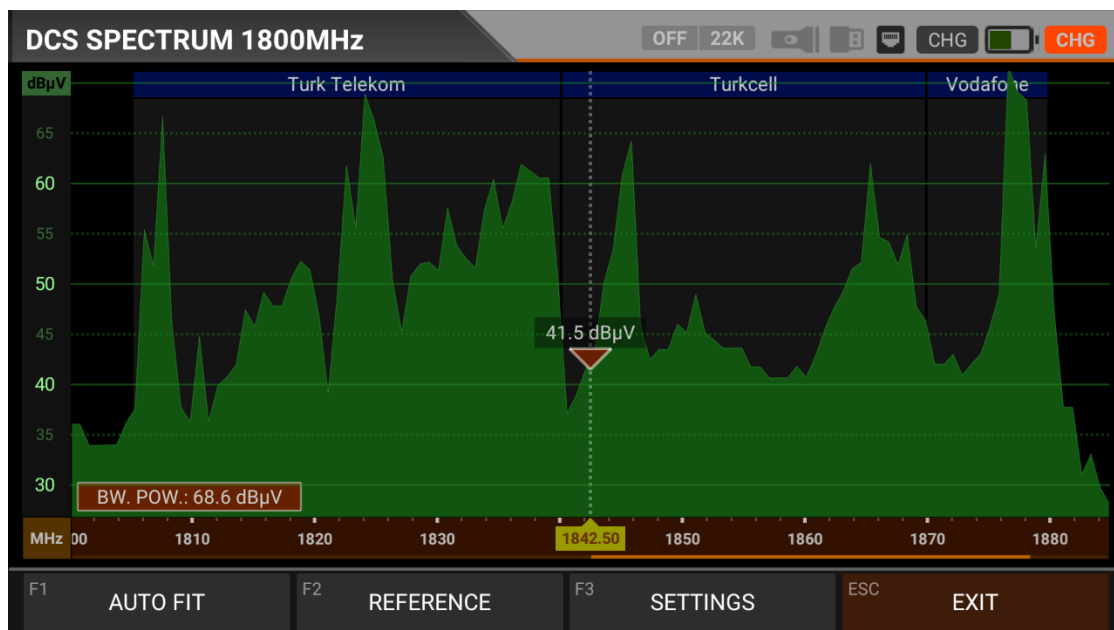 DCS SPECTRUM 1800MHz
OFF 22K CHG CHG
dBµV Turk Telekom Turkcell Vodafone
65
60
55
50
45
41.5 dBµV
40
35
30
BW. POW.: 68.6 dBµV
MHz 00 1810 1820 1830 1842.50 1850 1860 1870 1880
F1 AUTO FIT F2 REFERENCE F3 SETTINGS ESC EXIT